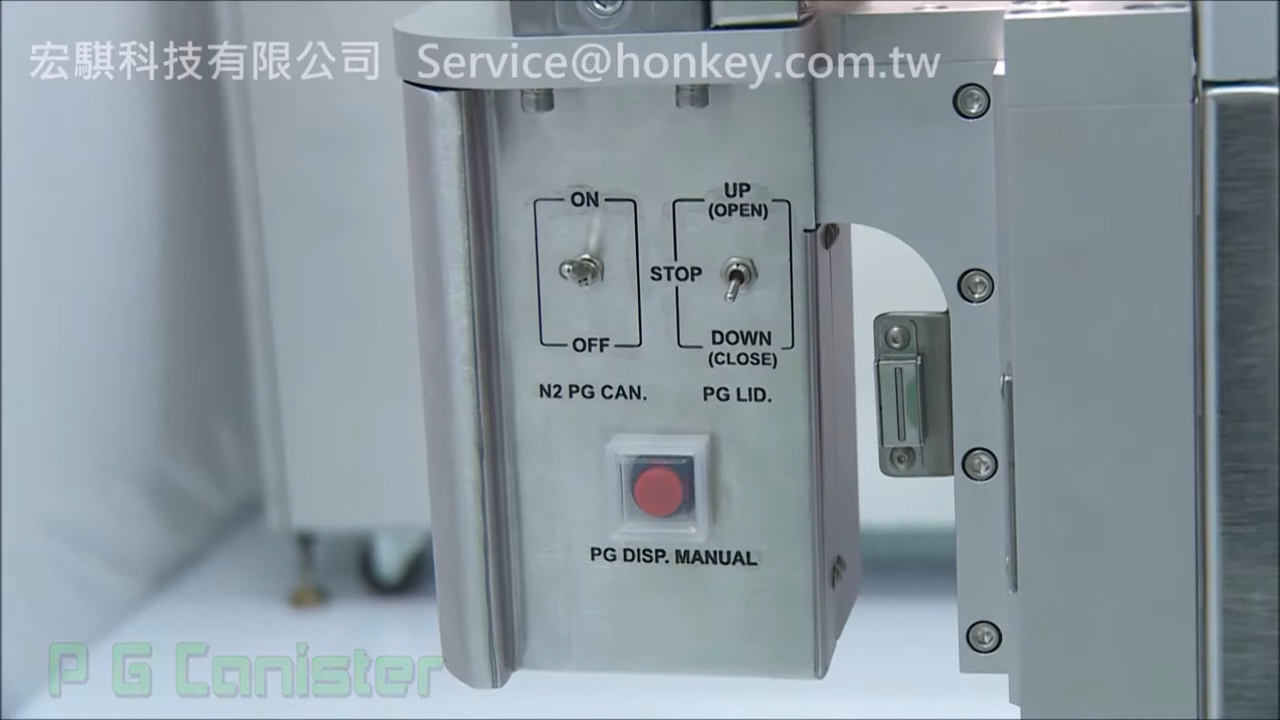 宏騏科技有限公司 Service@honkey.com.tw
ON
UP
(OPEN)
STOP
OFF
DOWN
(CLOSE)
N2 PG CAN.
PG LID.
PG DISP. MANUAL
P G Canister